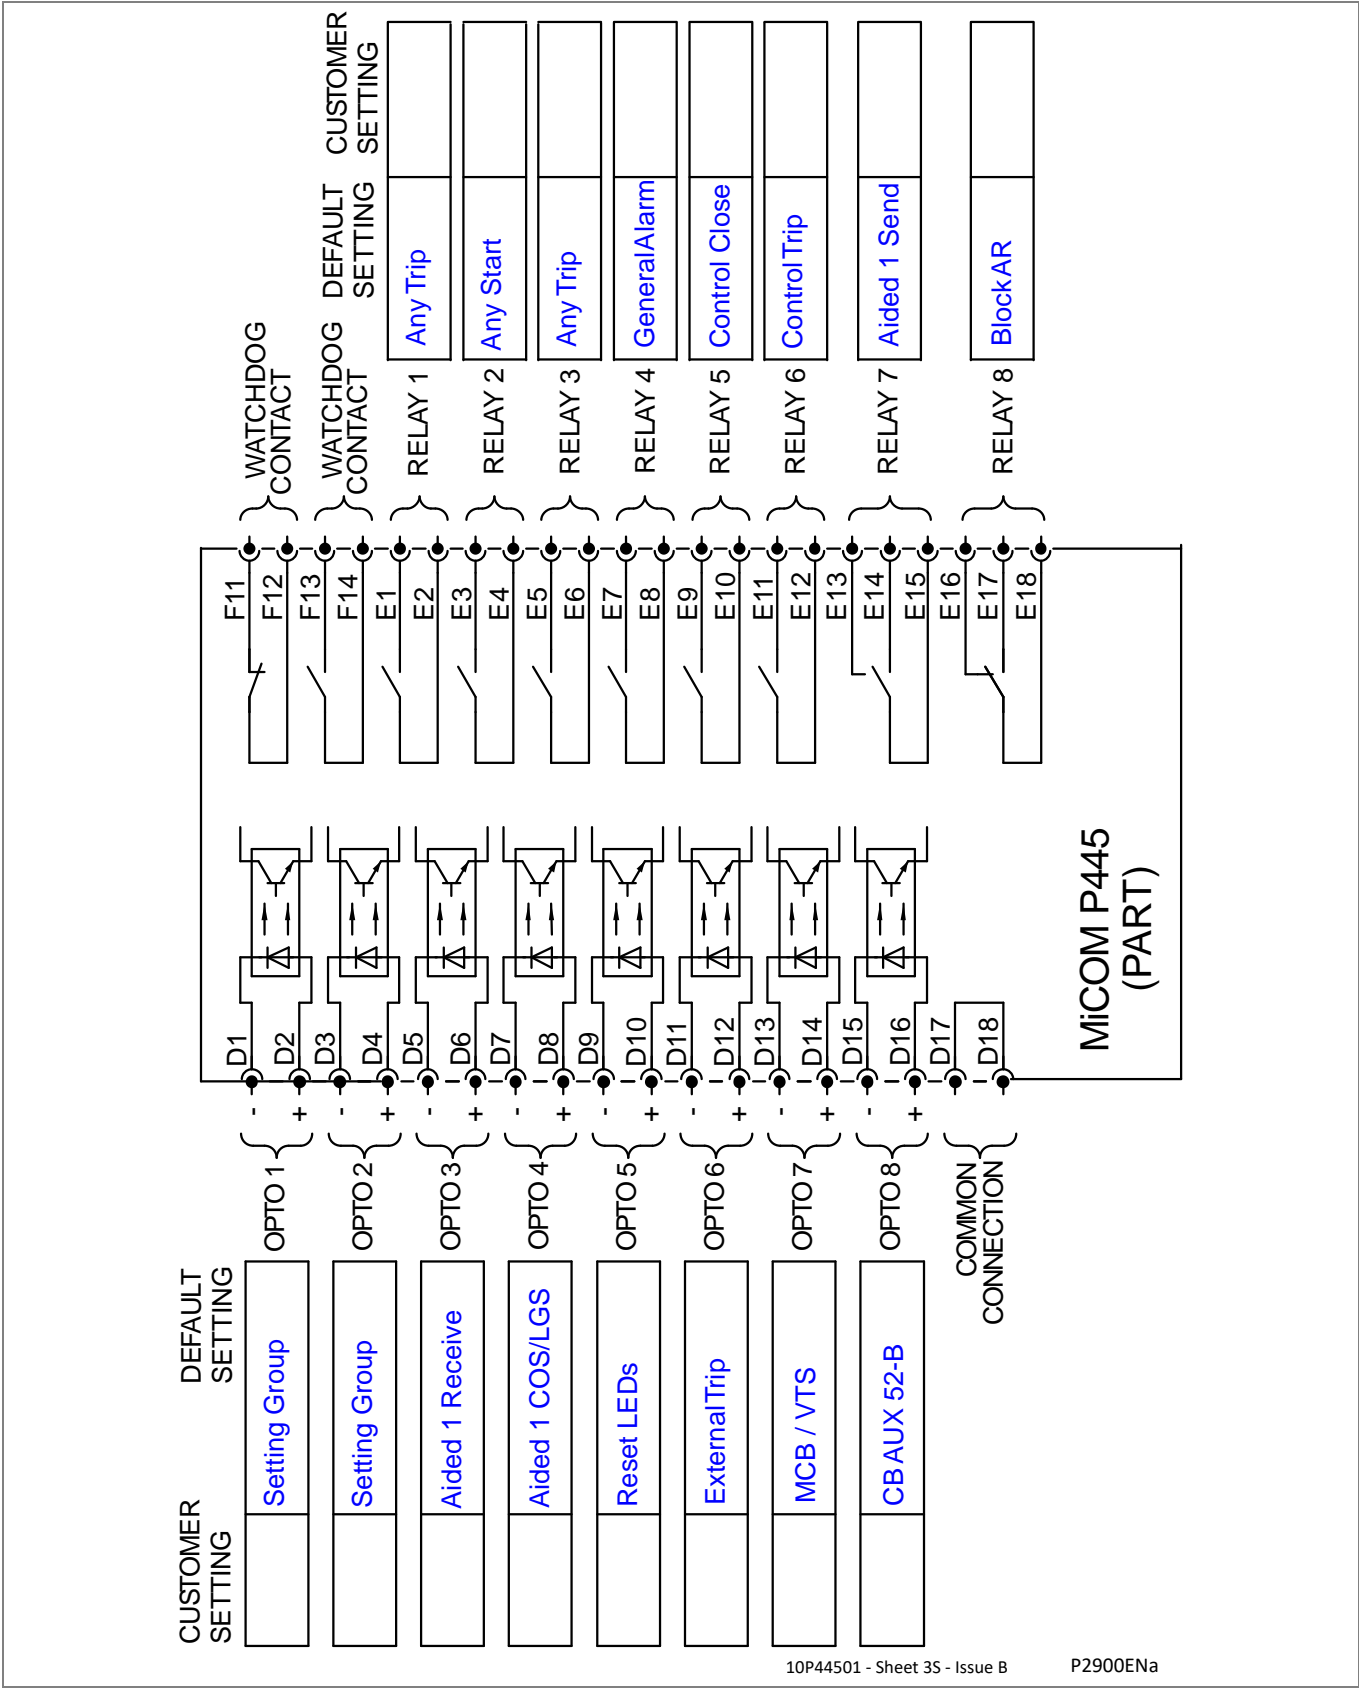 CUSTOMER
SETTING
DEFAULT
SETTING
WATCHDOG
CONTACT
WATCHDOG
CONTACT
RELAY 1
Any Trip
RELAY 2
Any Start
RELAY 3
Any Trip
RELAY 4
General Alarm
RELAY 5
Control Close
RELAY 6
Control Trip
RELAY 7
Aided 1 Send
RELAY 8
Block AR
F11
F12
F13
F14
E1
E2
E3
E4
E5
E6
E7
E8
E9
E10
E11
E12
E13
E14
E15
E16
E17
E18
MiCOM P445
(PART)
D1
D2
D3
D4
D5
D6
D7
D8
D9
D10
D11
D12
D13
D14
D15
D16
D17
D18
-
+
-
+
-
+
-
+
-
+
-
+
-
+
-
+
OPTO 1
OPTO 2
OPTO 3
OPTO 4
OPTO 5
OPTO 6
OPTO 7
OPTO 8
COMMON
CONNECTION
DEFAULT
SETTING
Setting Group
Setting Group
Aided 1 Receive
Aided 1 COS/LGS
Reset LEDs
External Trip
MCB / VTS
CB AUX 52-B
CUSTOMER
SETTING
10P44501 - Sheet 3S - Issue B
P2900ENa